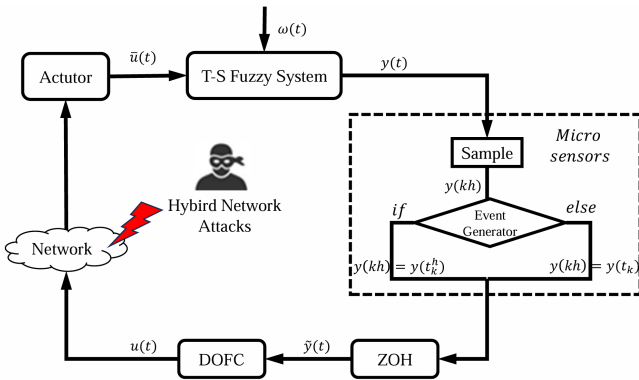 ω(t)
ū(t)
Actutor
T-S Fuzzy System
y(t)
Micro
sensors
Sample
y(kh)
if
else
Event
Generator
y(kh) = y(t_k^h)
y(kh) = y(t_k)
Hybird Network
Attacks
Network
u(t)
DOFC
ỹ(t)
ZOH